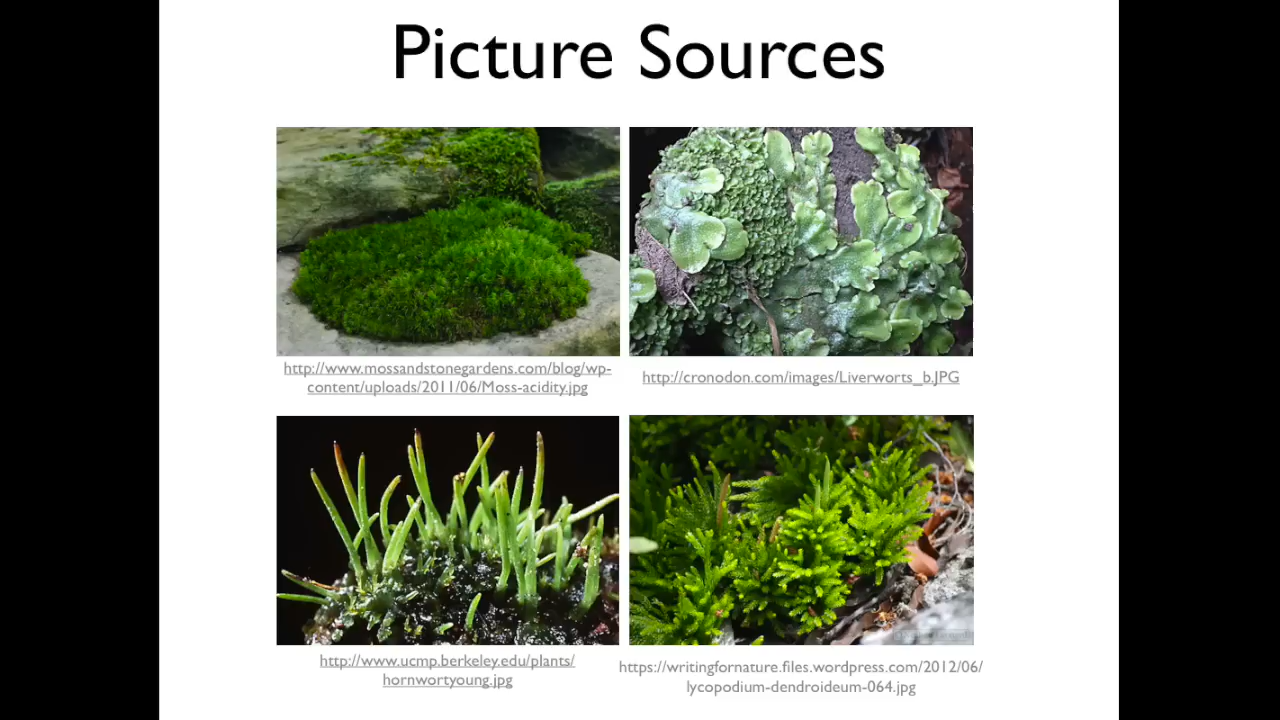 Picture Sources
http://www.mossandstonegardens.com/blog/wp-
content/uploads/2011/06/Moss-acidity.jpg
http://cronodon.com/images/Liverworts_b.JPG
http://www.ucmp.berkeley.edu/plants/
hornwortyoung.jpg
https://writingfornature.files.wordpress.com/2012/06/
lycopodium-dendroideum-064.jpg